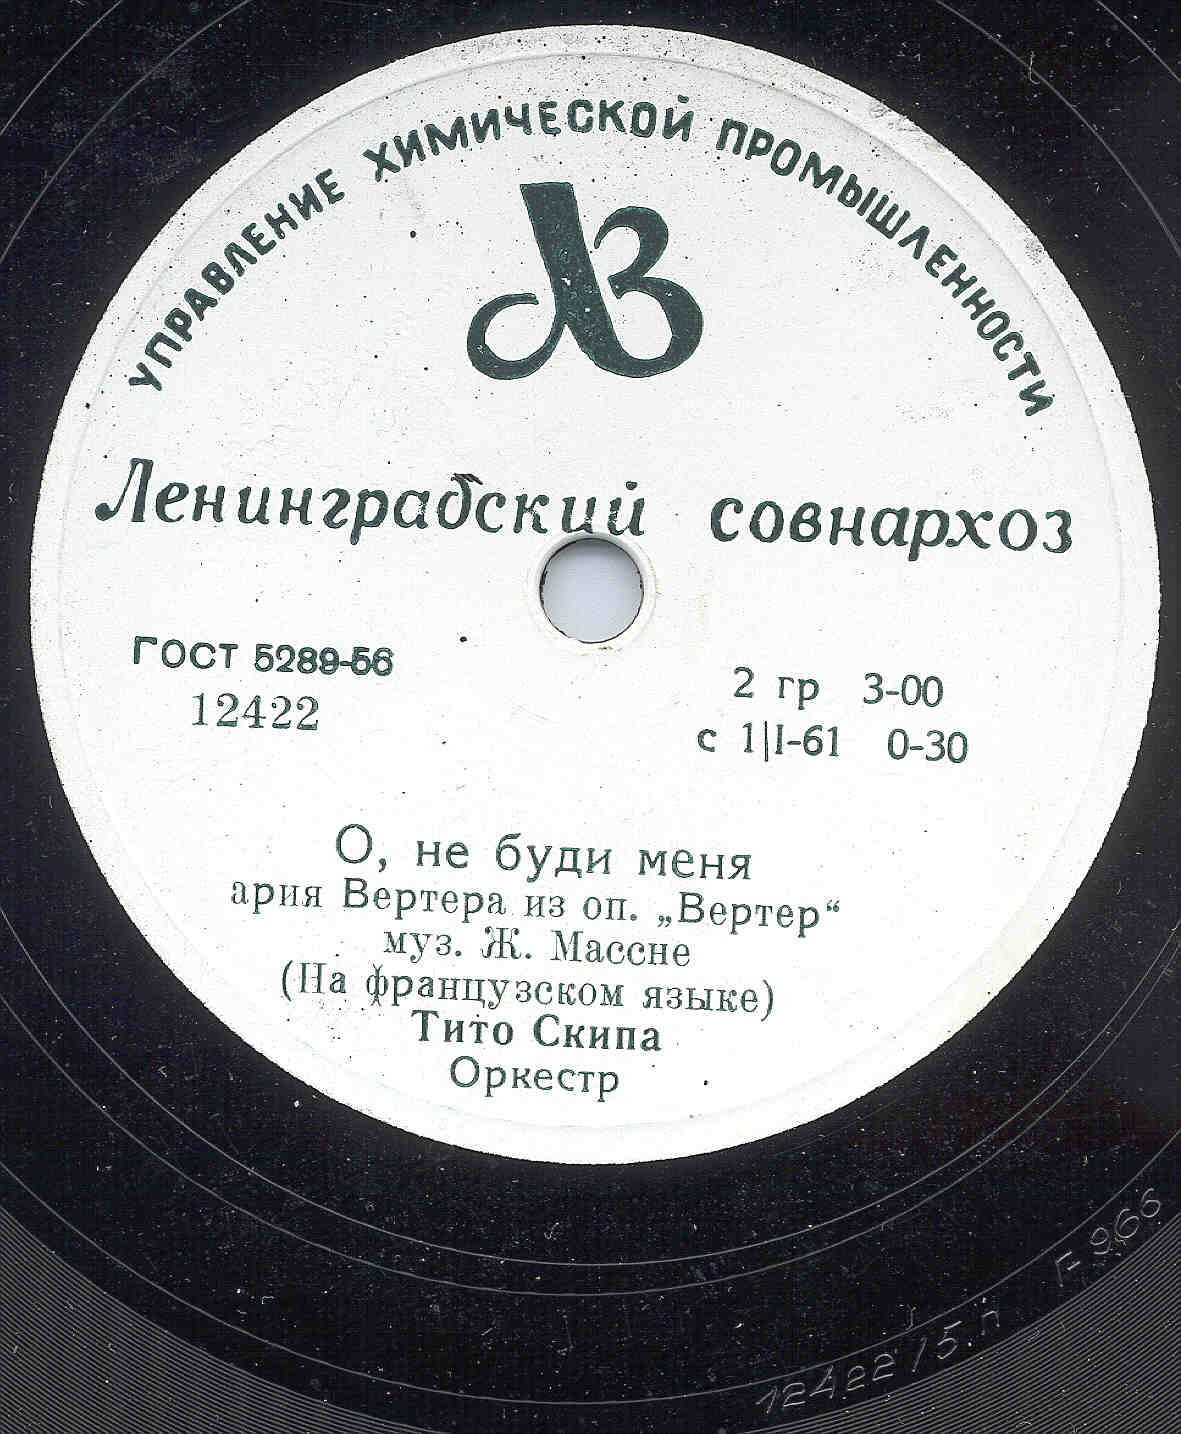 УПРАВЛЕНИЕ ХИМИЧЕСКОЙ ПРОМЫШЛЕННОСТИ
ЛВ
Ленинградский совнархоз
ГОСТ 5289-56
12422
2 гр 3-00
с 1|I-61 0-30
О, не буди меня
ария Вертера из оп. „Вертер“
муз. Ж. Массне
(На французском языке)
Тито Скипа
Оркестр
Г-966
12422/5.п